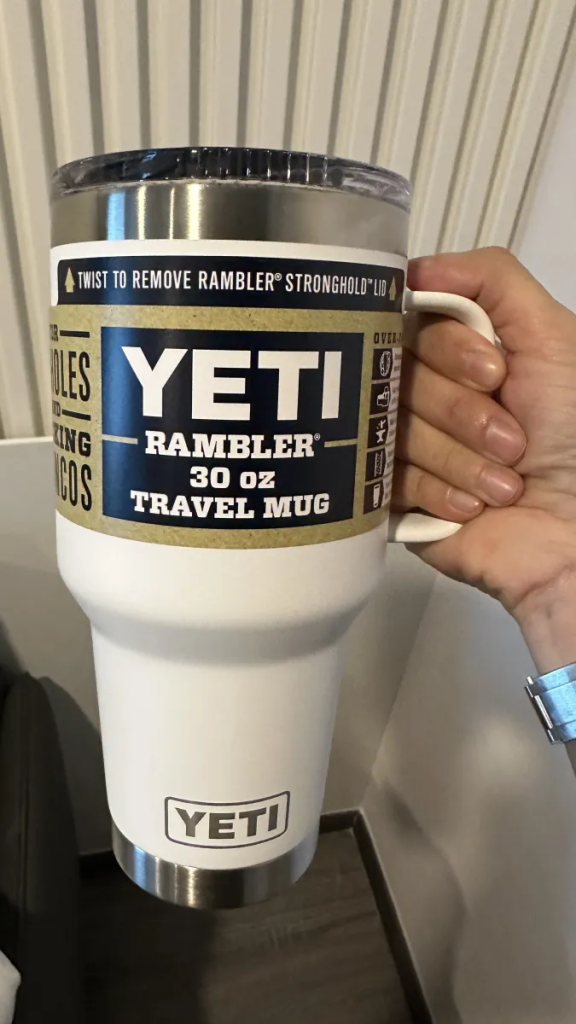 TWIST TO REMOVE RAMBLER® STRONGHOLD™ LID
YETI
RAMBLER®
30 oz
TRAVEL MUG
YETI